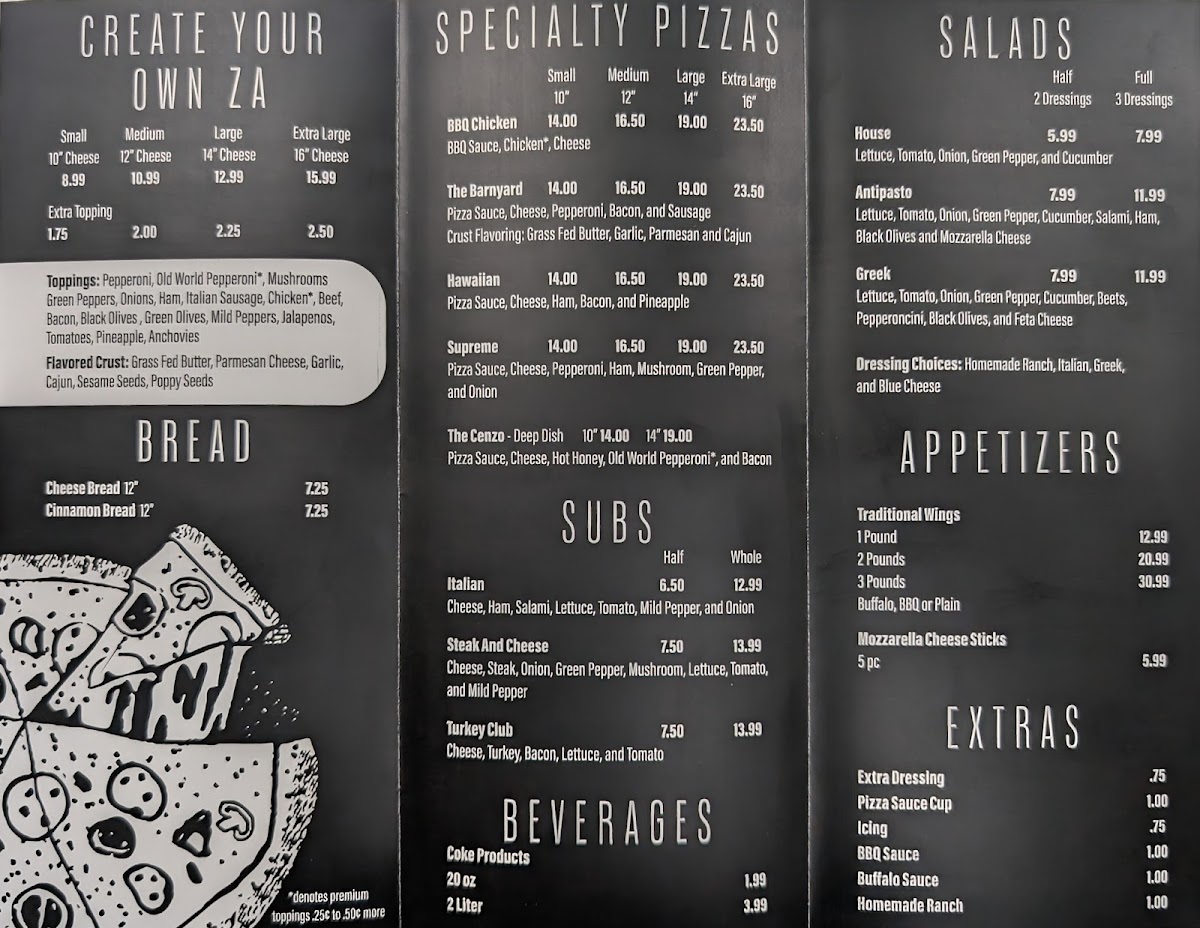 CREATE YOUR
OWN ZA
Small Medium Large Extra Large
10" Cheese 12" Cheese 14" Cheese 16" Cheese
8.99 10.99 12.99 15.99
Extra Topping
1.75 2.00 2.25 2.50
Toppings: Pepperoni, Old World Pepperoni*, Mushrooms
Green Peppers, Onions, Ham, Italian Sausage, Chicken*, Beef,
Bacon, Black Olives , Green Olives, Mild Peppers, Jalapenos,
Tomatoes, Pineapple, Anchovies
Flavored Crust: Grass Fed Butter, Parmesan Cheese, Garlic,
Cajun, Sesame Seeds, Poppy Seeds
BREAD
Cheese Bread 12" 7.25
Cinnamon Bread 12" 7.25
*denotes premium
toppings .25¢ to .50¢ more
SPECIALTY PIZZAS
Small Medium Large Extra Large
10" 12" 14" 16"
BBQ Chicken 14.00 16.50 19.00 23.50
BBQ Sauce, Chicken*, Cheese
The Barnyard 14.00 16.50 19.00 23.50
Pizza Sauce, Cheese, Pepperoni, Bacon, and Sausage
Crust Flavoring: Grass Fed Butter, Garlic, Parmesan and Cajun
Hawaiian 14.00 16.50 19.00 23.50
Pizza Sauce, Cheese, Ham, Bacon, and Pineapple
Supreme 14.00 16.50 19.00 23.50
Pizza Sauce, Cheese, Pepperoni, Ham, Mushroom, Green Pepper,
and Onion
The Cenzo - Deep Dish 10" 14.00 14" 19.00
Pizza Sauce, Cheese, Hot Honey, Old World Pepperoni*, and Bacon
SUBS
Half Whole
Italian 6.50 12.99
Cheese, Ham, Salami, Lettuce, Tomato, Mild Pepper, and Onion
Steak And Cheese 7.50 13.99
Cheese, Steak, Onion, Green Pepper, Mushroom, Lettuce, Tomato,
and Mild Pepper
Turkey Club 7.50 13.99
Cheese, Turkey, Bacon, Lettuce, and Tomato
BEVERAGES
Coke Products
20 oz 1.99
2 Liter 3.99
SALADS
Half Full
2 Dressings 3 Dressings
House 5.99 7.99
Lettuce, Tomato, Onion, Green Pepper, and Cucumber
Antipasto 7.99 11.99
Lettuce, Tomato, Onion, Green Pepper, Cucumber, Salami, Ham,
Black Olives and Mozzarella Cheese
Greek 7.99 11.99
Lettuce, Tomato, Onion, Green Pepper, Cucumber, Beets,
Pepperoncini, Black Olives, and Feta Cheese
Dressing Choices: Homemade Ranch, Italian, Greek,
and Blue Cheese
APPETIZERS
Traditional Wings
1 Pound 12.99
2 Pounds 20.99
3 Pounds 30.99
Buffalo, BBQ or Plain
Mozzarella Cheese Sticks
5 pc 5.99
EXTRAS
Extra Dressing .75
Pizza Sauce Cup 1.00
Icing .75
BBQ Sauce 1.00
Buffalo Sauce 1.00
Homemade Ranch 1.00